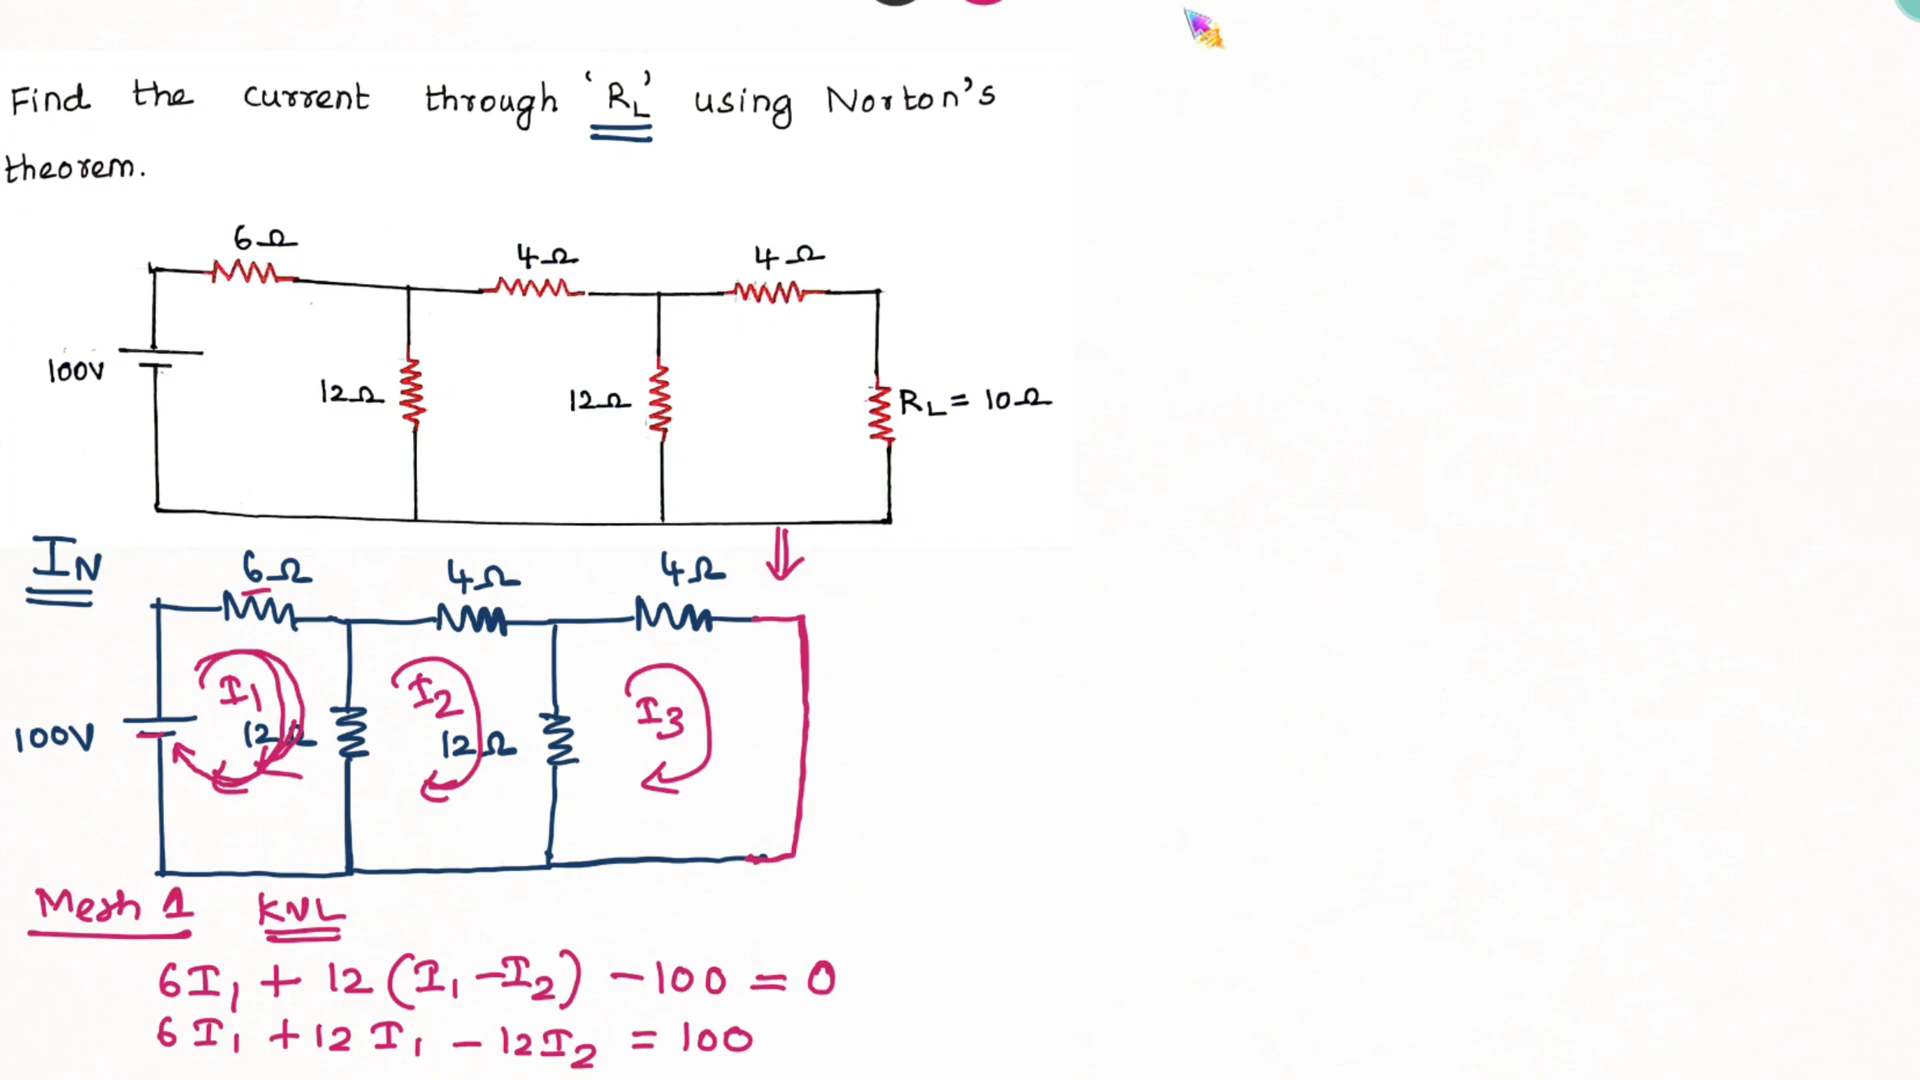 Find the current through 'RL' using Norton's
theorem.
6Ω
4Ω
4Ω
100V
12Ω
12Ω
RL = 10Ω
IN
6Ω
4Ω
4Ω
I1
I2
I3
100V
12Ω
12Ω
Mesh 1 KVL
6I1 + 12 (I1 - I2) - 100 = 0
6I1 + 12I1 - 12I2 = 100